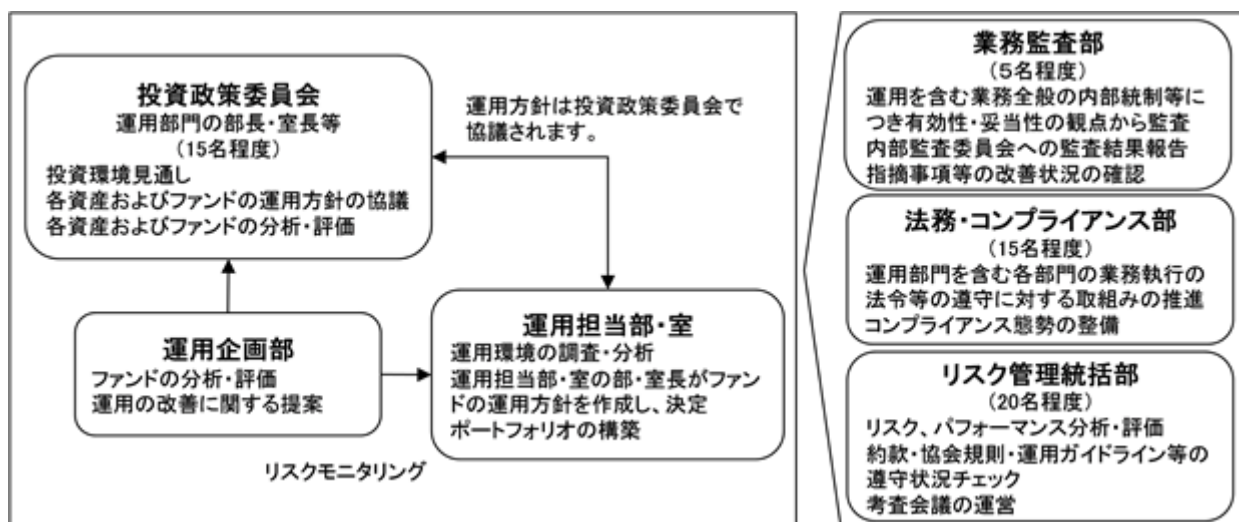 投資政策委員会
運用部門の部長・室長等
(15名程度)
投資環境見通し
各資産およびファンドの運用方針の協議
各資産およびファンドの分析・評価
運用方針は投資政策委員会で
協議されます。
運用企画部
ファンドの分析・評価
運用の改善に関する提案
運用担当部・室
運用環境の調査・分析
運用担当部・室の部・室長がファン
ドの運用方針を作成し、決定
ポートフォリオの構築
リスクモニタリング
業務監査部
(5名程度)
運用を含む業務全般の内部統制等に
つき有効性・妥当性の観点から監査
内部監査委員会への監査結果報告
指摘事項等の改善状況の確認
法務・コンプライアンス部
(15名程度)
運用部門を含む各部門の業務執行の
法令等の遵守に対する取組みの推進
コンプライアンス態勢の整備
リスク管理統括部
(20名程度)
リスク、パフォーマンス分析・評価
約款・協会規則・運用ガイドライン等の
遵守状況チェック
考査会議の運営